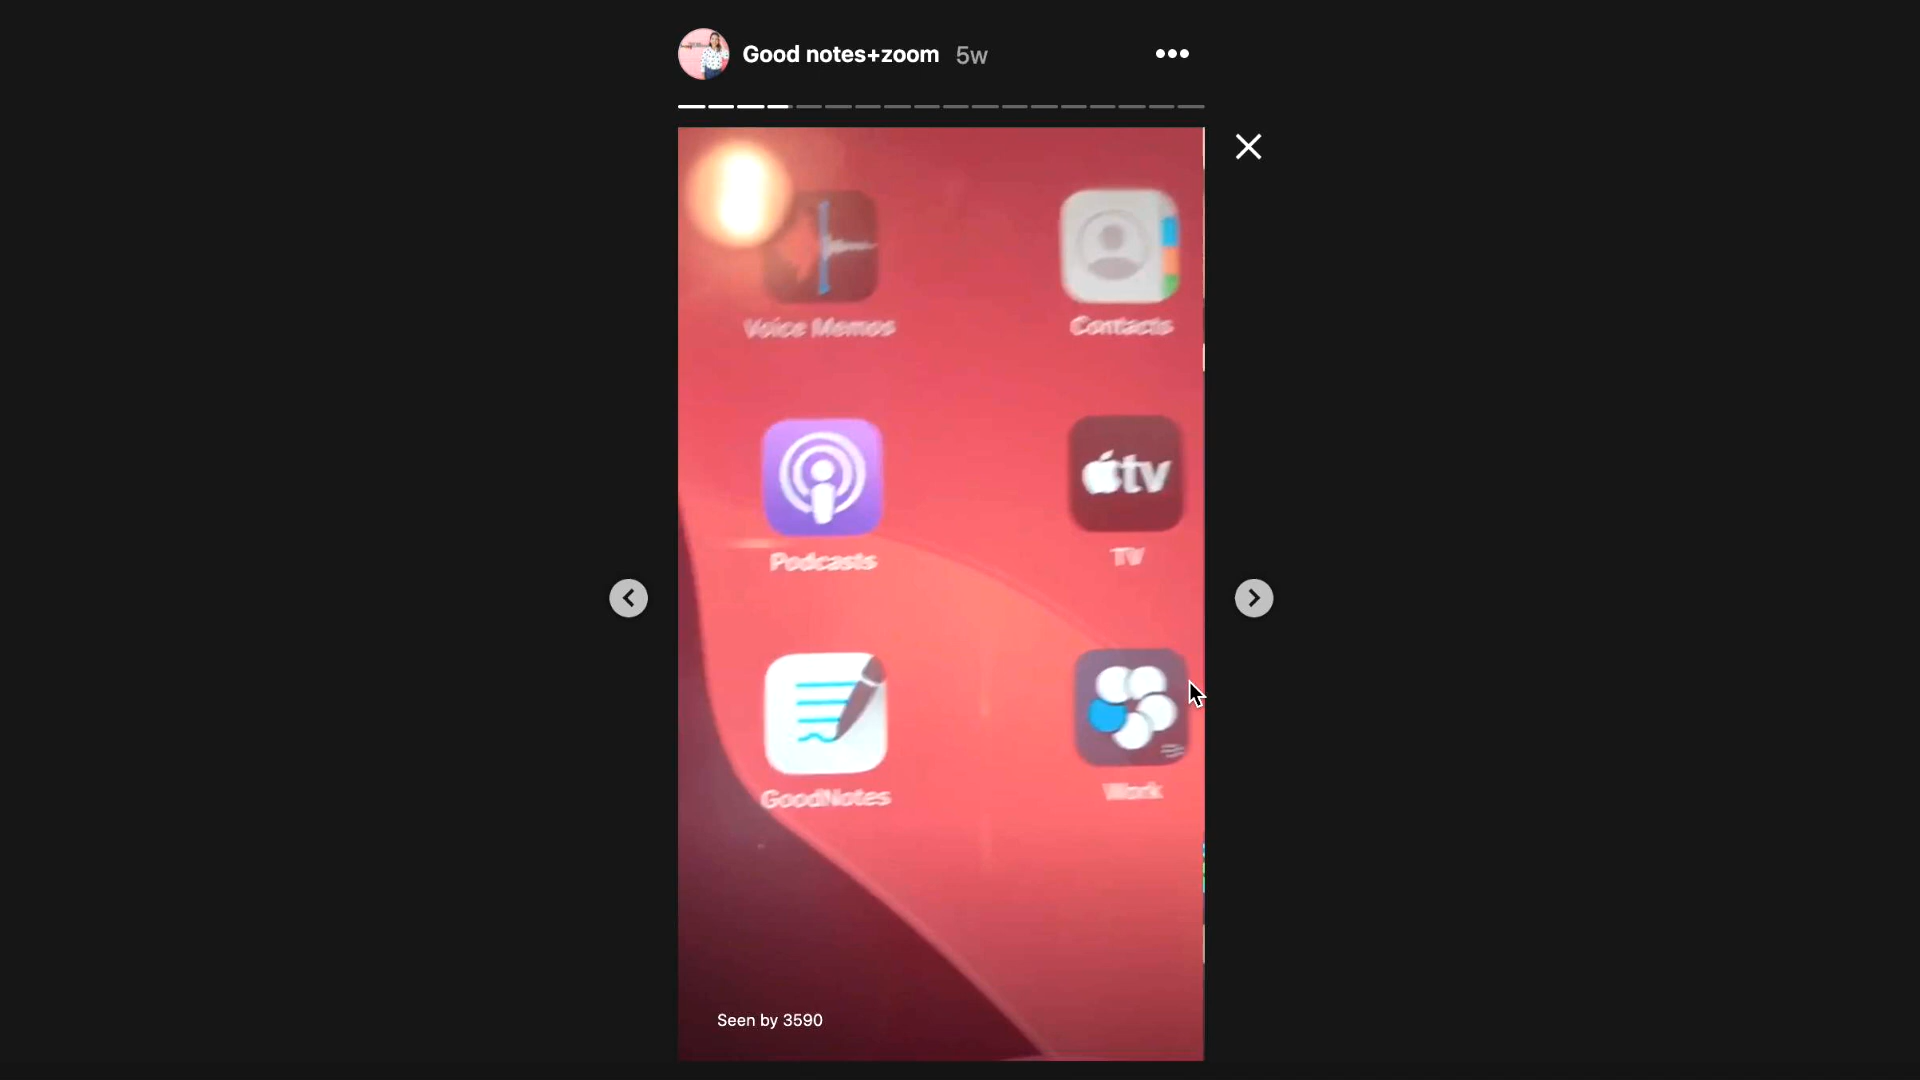 Good notes+zoom 5w
Voice Memos Contacts
Podcasts tv
TV
GoodNotes Work
Seen by 3590